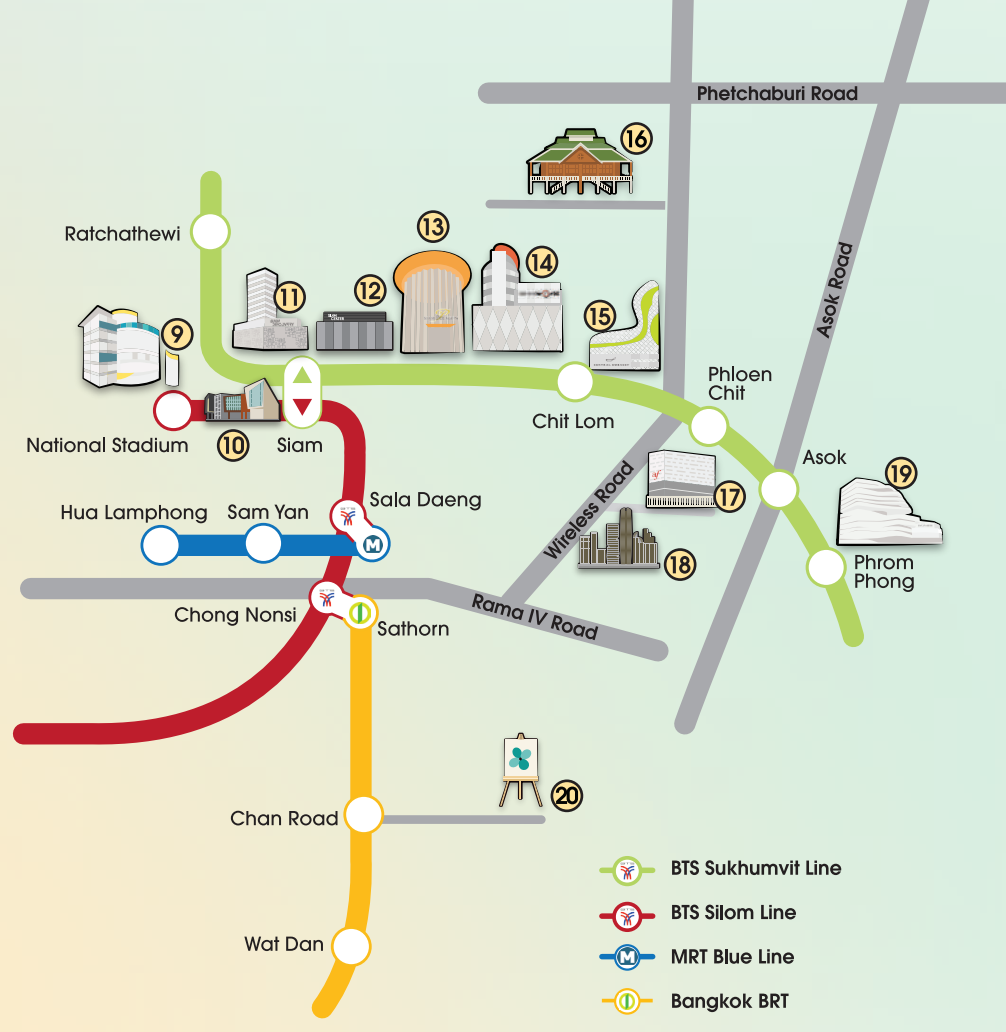 Phetchaburi Road
16
Ratchathewi
13
14
11
12
Asok Road
15
9
Phloen
Chit
Chit Lom
National Stadium
10
Siam
Asok
19
17
Sala Daeng
Hua Lamphong
Sam Yan
Wireless Road
M
18
Phrom
Phong
Chong Nonsi
Rama IV Road
Sathorn
20
Chan Road
BTS Sukhumvit Line
BTS Silom Line
Wat Dan
M
MRT Blue Line
Bangkok BRT